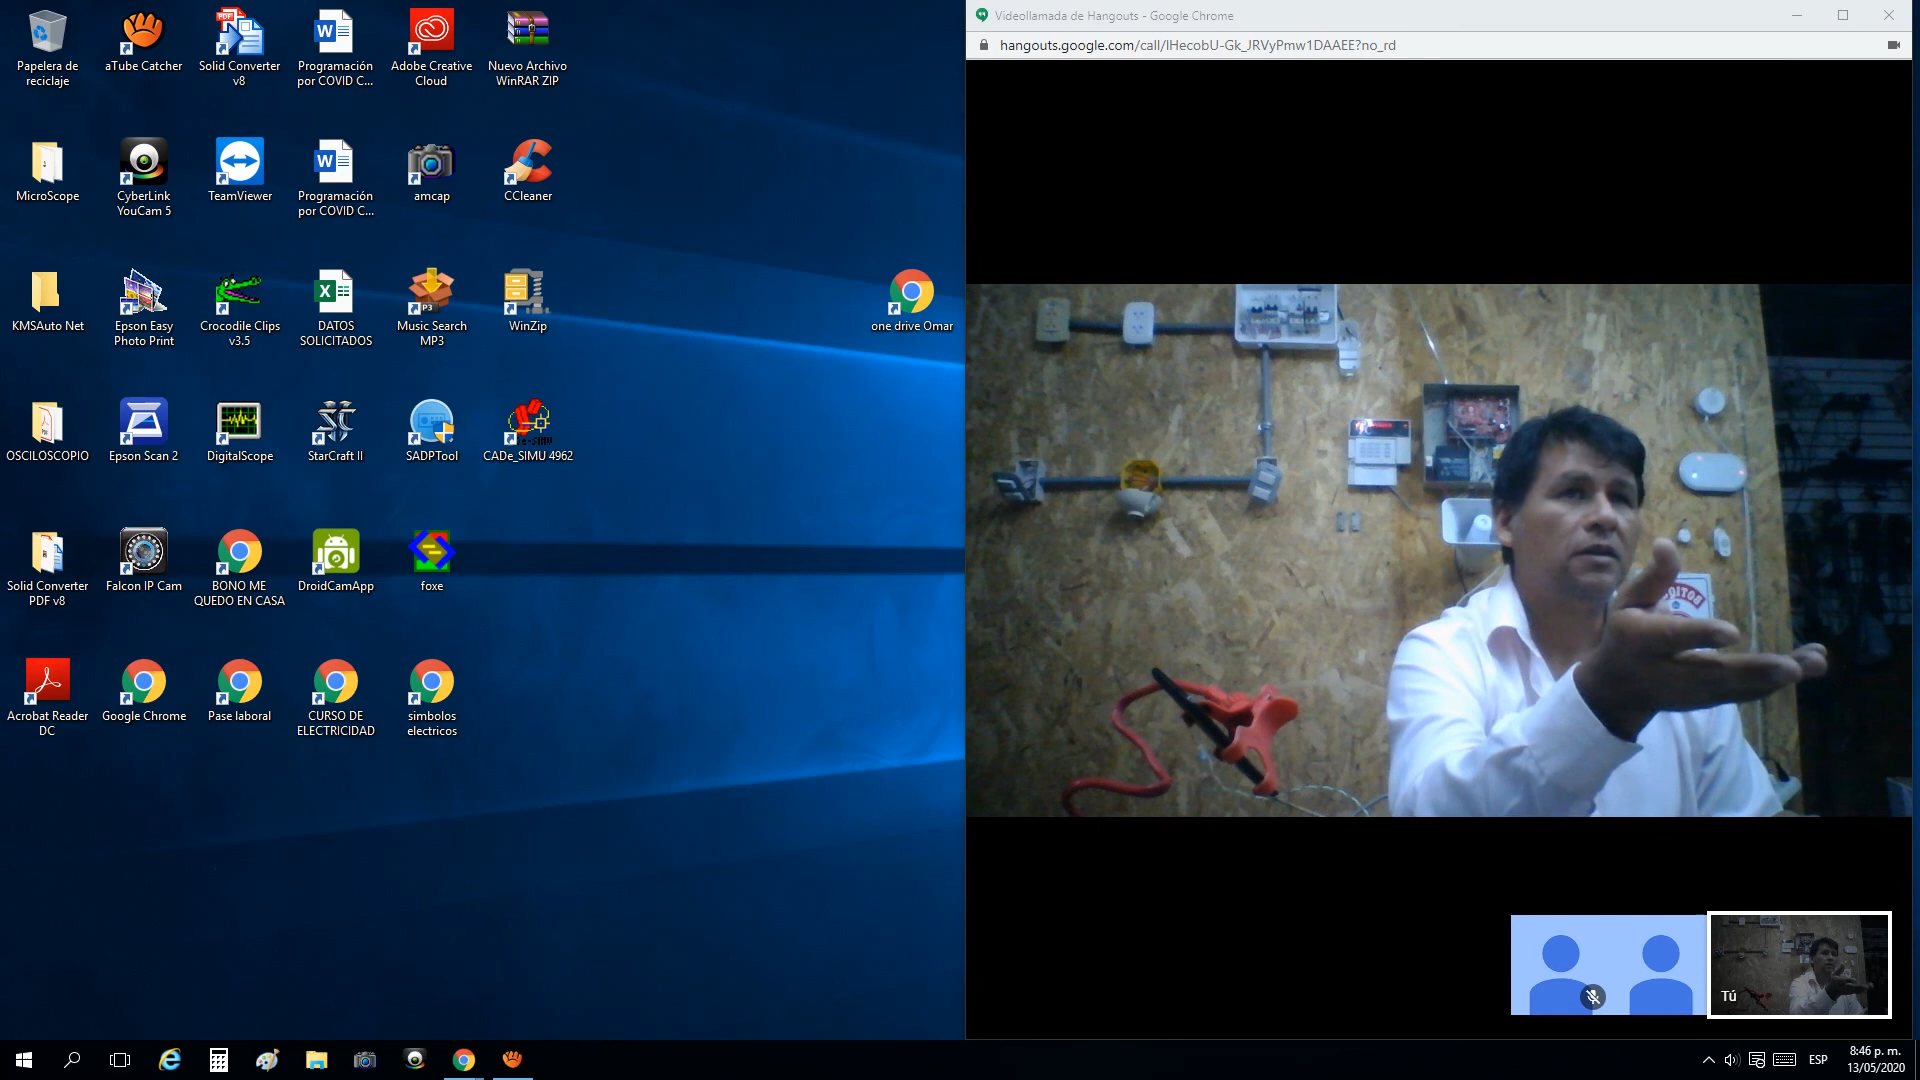 Papelera de
reciclaje
aTube Catcher
Solid Converter
v8
Programación
por COVID C...
Adobe Creative
Cloud
Nuevo Archivo
WinRAR ZIP
MicroScope
CyberLink
YouCam 5
TeamViewer
Programación
por COVID C...
amcap
CCleaner
KMSAuto Net
Epson Easy
Photo Print
Crocodile Clips
v3.5
DATOS
SOLICITADOS
Music Search
MP3
WinZip
one drive Omar
OSCILOSCOPIO
Epson Scan 2
DigitalScope
StarCraft II
SADPTool
CADe_SIMU 4962
Solid Converter
PDF v8
Falcon IP Cam
BONO ME
QUEDO EN CASA
DroidCamApp
foxe
Acrobat Reader
DC
Google Chrome
Pase laboral
CURSO DE
ELECTRICIDAD
simbolos
electricos
Videollamada de Hangouts - Google Chrome
hangouts.google.com/call/lHecobU-Gk_JRVyPmw1DAAEE?no_rd
Tú
ESP
8:46 p. m.
13/05/2020